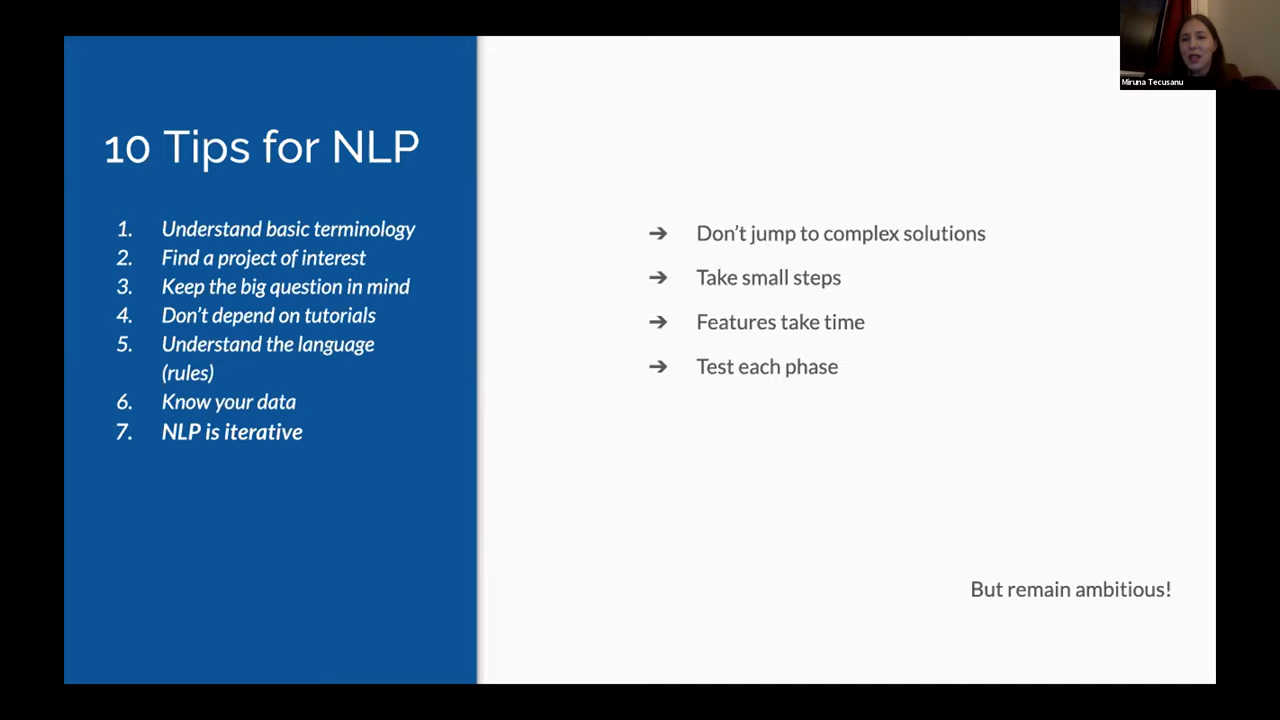 10 Tips for NLP
1. Understand basic terminology
2. Find a project of interest
3. Keep the big question in mind
4. Don't depend on tutorials
5. Understand the language
(rules)
6. Know your data
7. NLP is iterative
➔ Don't jump to complex solutions
➔ Take small steps
➔ Features take time
➔ Test each phase
But remain ambitious!
Miruna Tecusanu